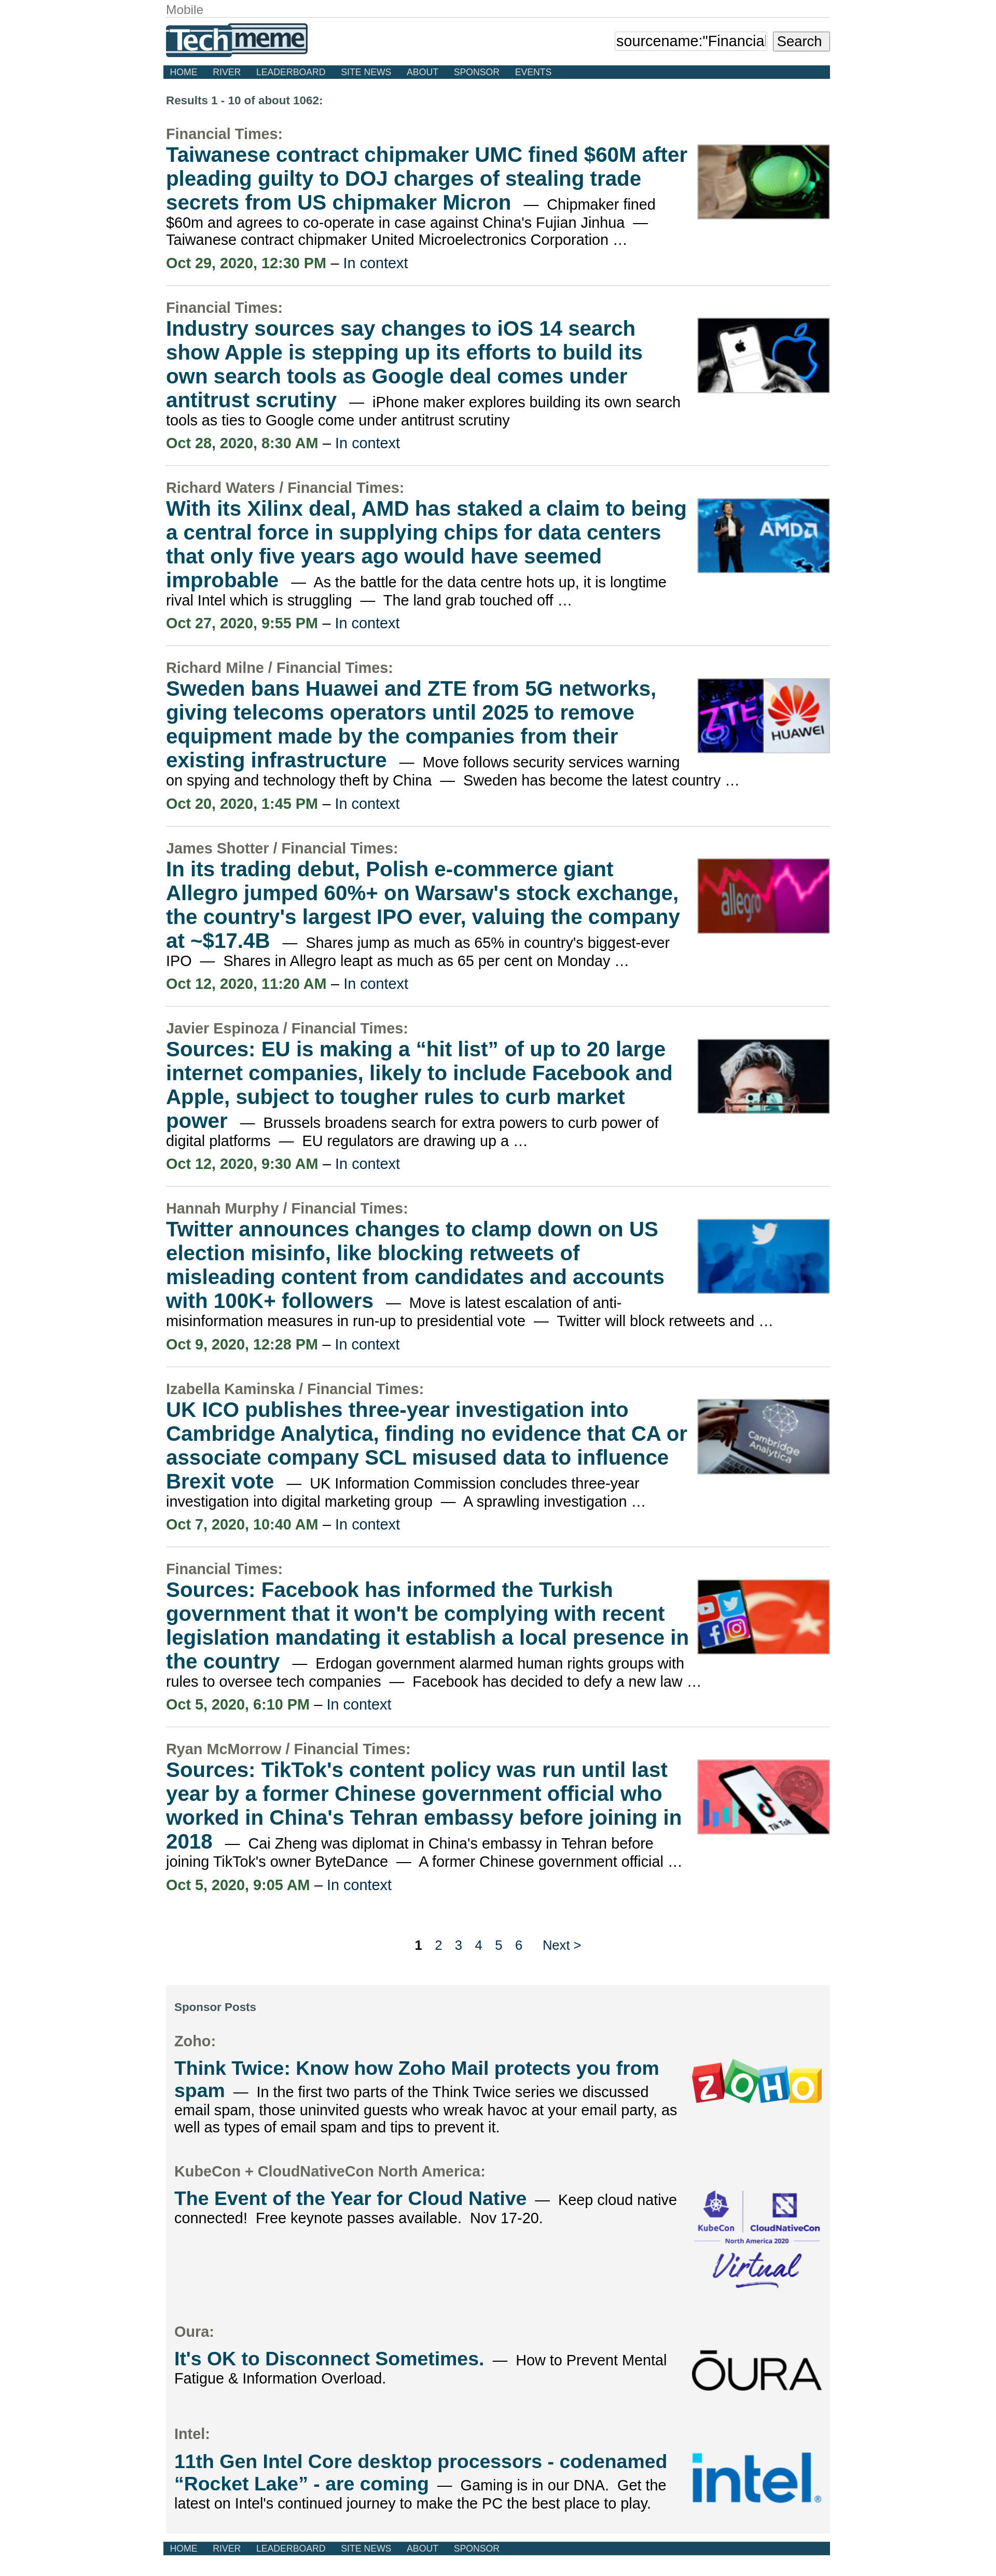 Mobile
Techmeme
sourcename:"Financia
Search
HOME RIVER LEADERBOARD SITE NEWS ABOUT SPONSOR EVENTS
Results 1 - 10 of about 1062:
Financial Times:
Taiwanese contract chipmaker UMC fined $60M after
pleading guilty to DOJ charges of stealing trade
secrets from US chipmaker Micron — Chipmaker fined
$60m and agrees to co-operate in case against China's Fujian Jinhua —
Taiwanese contract chipmaker United Microelectronics Corporation …
Oct 29, 2020, 12:30 PM – In context
Financial Times:
Industry sources say changes to iOS 14 search
show Apple is stepping up its efforts to build its
own search tools as Google deal comes under
antitrust scrutiny — iPhone maker explores building its own search
tools as ties to Google come under antitrust scrutiny
Oct 28, 2020, 8:30 AM – In context
Richard Waters / Financial Times:
With its Xilinx deal, AMD has staked a claim to being
a central force in supplying chips for data centers
that only five years ago would have seemed
improbable — As the battle for the data centre hots up, it is longtime
rival Intel which is struggling — The land grab touched off …
AMD
Oct 27, 2020, 9:55 PM – In context
Richard Milne / Financial Times:
Sweden bans Huawei and ZTE from 5G networks,
giving telecoms operators until 2025 to remove
equipment made by the companies from their
existing infrastructure — Move follows security services warning
on spying and technology theft by China — Sweden has become the latest country …
ZTE
HUAWEI
Oct 20, 2020, 1:45 PM – In context
James Shotter / Financial Times:
In its trading debut, Polish e-commerce giant
Allegro jumped 60%+ on Warsaw's stock exchange,
the country's largest IPO ever, valuing the company
at ~$17.4B — Shares jump as much as 65% in country's biggest-ever
IPO — Shares in Allegro leapt as much as 65 per cent on Monday …
allegro
Oct 12, 2020, 11:20 AM – In context
Javier Espinoza / Financial Times:
Sources: EU is making a “hit list” of up to 20 large
internet companies, likely to include Facebook and
Apple, subject to tougher rules to curb market
power — Brussels broadens search for extra powers to curb power of
digital platforms — EU regulators are drawing up a …
Oct 12, 2020, 9:30 AM – In context
Hannah Murphy / Financial Times:
Twitter announces changes to clamp down on US
election misinfo, like blocking retweets of
misleading content from candidates and accounts
with 100K+ followers — Move is latest escalation of anti-
misinformation measures in run-up to presidential vote — Twitter will block retweets and …
Oct 9, 2020, 12:28 PM – In context
Izabella Kaminska / Financial Times:
UK ICO publishes three-year investigation into
Cambridge Analytica, finding no evidence that CA or
associate company SCL misused data to influence
Brexit vote — UK Information Commission concludes three-year
investigation into digital marketing group — A sprawling investigation …
Cambridge
Analytica
Oct 7, 2020, 10:40 AM – In context
Financial Times:
Sources: Facebook has informed the Turkish
government that it won't be complying with recent
legislation mandating it establish a local presence in
the country — Erdogan government alarmed human rights groups with
rules to oversee tech companies — Facebook has decided to defy a new law …
Oct 5, 2020, 6:10 PM – In context
Ryan McMorrow / Financial Times:
Sources: TikTok's content policy was run until last
year by a former Chinese government official who
worked in China's Tehran embassy before joining in
2018 — Cai Zheng was diplomat in China's embassy in Tehran before
joining TikTok's owner ByteDance — A former Chinese government official …
TikTok
Oct 5, 2020, 9:05 AM – In context
1 2 3 4 5 6 Next >
Sponsor Posts
Zoho:
Think Twice: Know how Zoho Mail protects you from
spam — In the first two parts of the Think Twice series we discussed
email spam, those uninvited guests who wreak havoc at your email party, as
well as types of email spam and tips to prevent it.
ZOHO
KubeCon + CloudNativeCon North America:
The Event of the Year for Cloud Native — Keep cloud native
connected! Free keynote passes available. Nov 17-20.
KubeCon CloudNativeCon
North America 2020
Virtual
Oura:
It's OK to Disconnect Sometimes. — How to Prevent Mental
Fatigue & Information Overload.
ŌURA
Intel:
11th Gen Intel Core desktop processors - codenamed
“Rocket Lake” - are coming — Gaming is in our DNA. Get the
latest on Intel's continued journey to make the PC the best place to play.
intel®
HOME RIVER LEADERBOARD SITE NEWS ABOUT SPONSOR